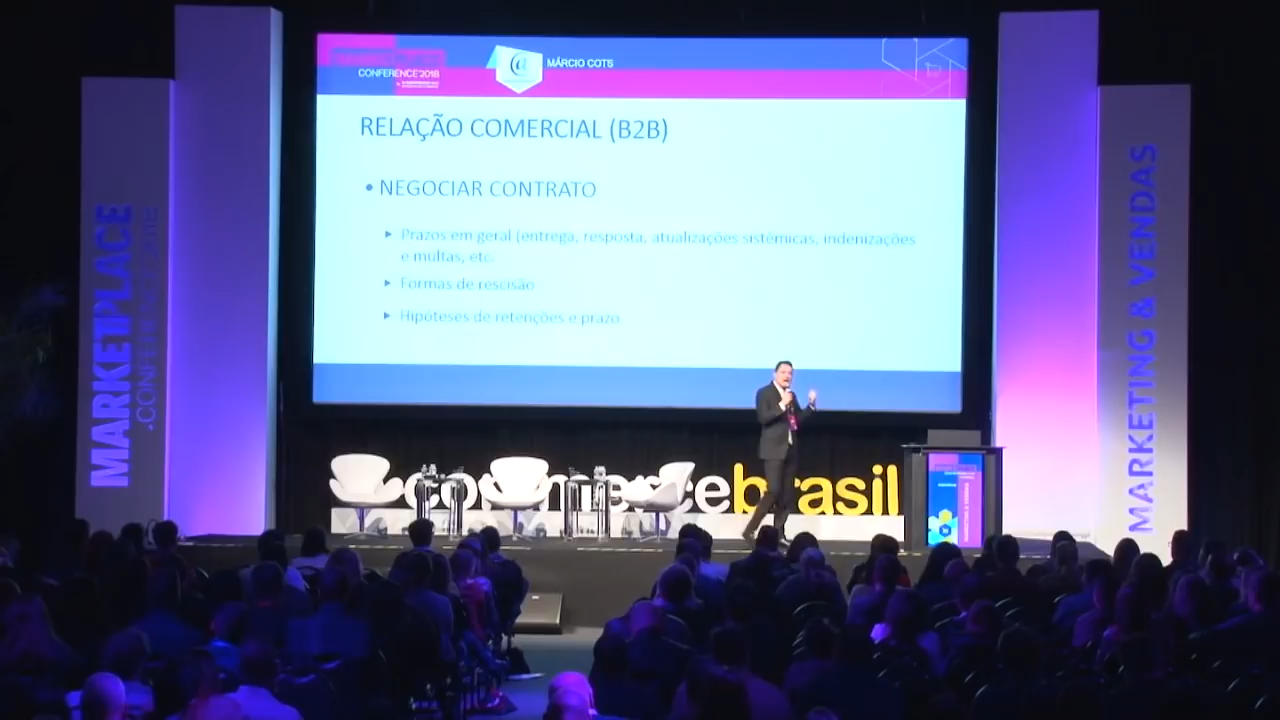 CONFERENCE'2018
MÁRCIO COTS
RELAÇÃO COMERCIAL (B2B)
• NEGOCIAR CONTRATO
Prazos em geral (entrega, resposta, atualizações sistêmicas, indenizações
e multas, etc.
Formas de rescisão
Hipóteses de retenções e prazo
MARKETPLACE
.CONFERENCE'2018
MARKETING & VENDAS
brasil